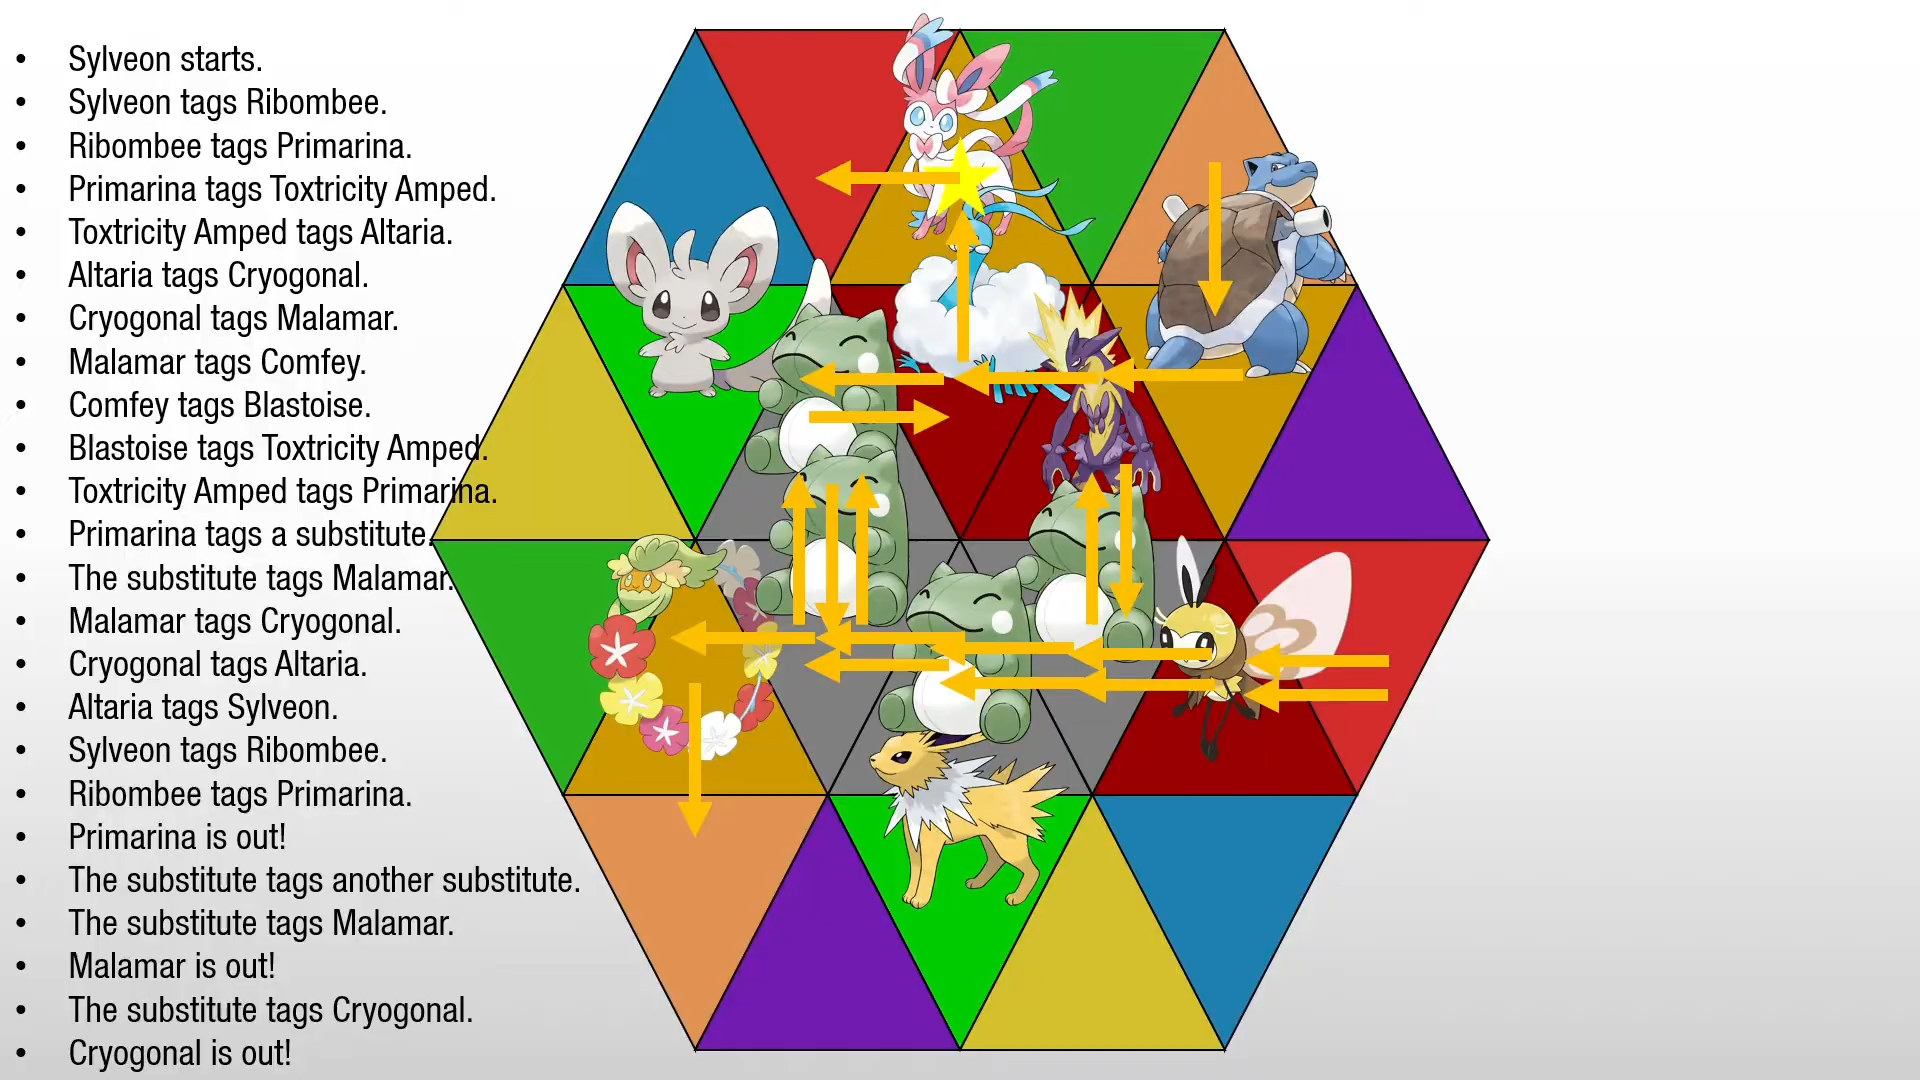 • Sylveon starts.
• Sylveon tags Ribombee.
• Ribombee tags Primarina.
• Primarina tags Toxtricity Amped.
• Toxtricity Amped tags Altaria.
• Altaria tags Cryogonal.
• Cryogonal tags Malamar.
• Malamar tags Comfey.
• Comfey tags Blastoise.
• Blastoise tags Toxtricity Amped.
• Toxtricity Amped tags Primarina.
• Primarina tags a substitute.
• The substitute tags Malamar.
• Malamar tags Cryogonal.
• Cryogonal tags Altaria.
• Altaria tags Sylveon.
• Sylveon tags Ribombee.
• Ribombee tags Primarina.
• Primarina is out!
• The substitute tags another substitute.
• The substitute tags Malamar.
• Malamar is out!
• The substitute tags Cryogonal.
• Cryogonal is out!